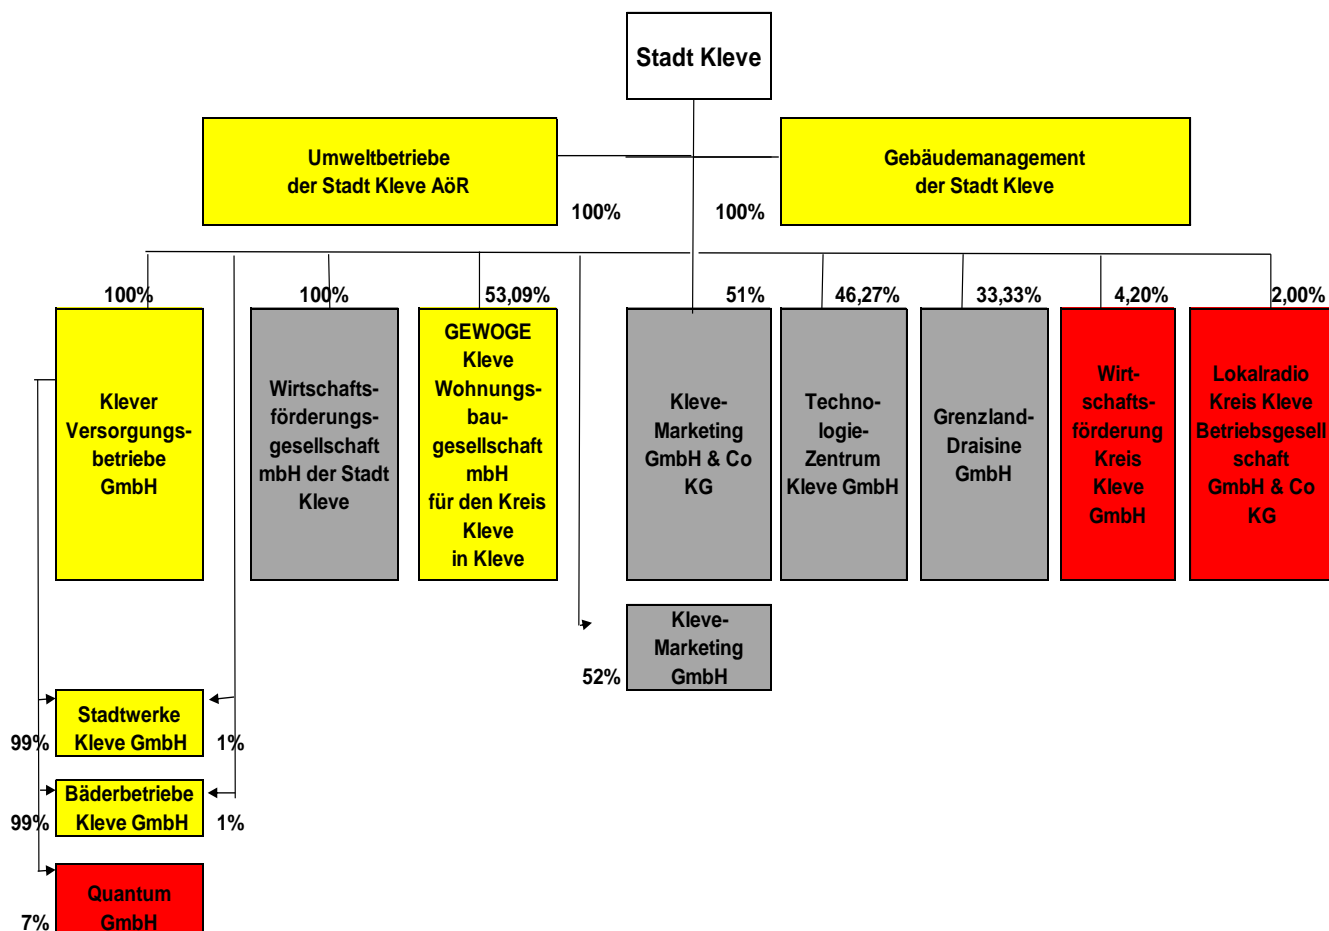 Stadt Kleve
Umweltbetriebe
der Stadt Kleve AöR
Gebäudemanagement
der Stadt Kleve
100%
100%
100%
100%
53,09%
51%
46,27%
33,33%
4,20%
2,00%
Klever
Versorgungs-
betriebe
GmbH
Wirtschafts-
förderungs-
gesellschaft
mbH der Stadt
Kleve
GEWOGE
Kleve
Wohnungs-
bau-
gesellschaft
mbH
für den Kreis
Kleve
in Kleve
Kleve-
Marketing
GmbH & Co
KG
Techno-
logie-
Zentrum
Kleve GmbH
Grenzland-
Draisine
GmbH
Wirt-
schafts-
förderung
Kreis
Kleve
GmbH
Lokalradio
Kreis Kleve
Betriebsgesell
schaft
GmbH & Co
KG
Kleve-
Marketing
GmbH
52%
Stadtwerke
Kleve GmbH
99%
1%
Bäderbetriebe
Kleve GmbH
99%
1%
Quantum
GmbH
7%